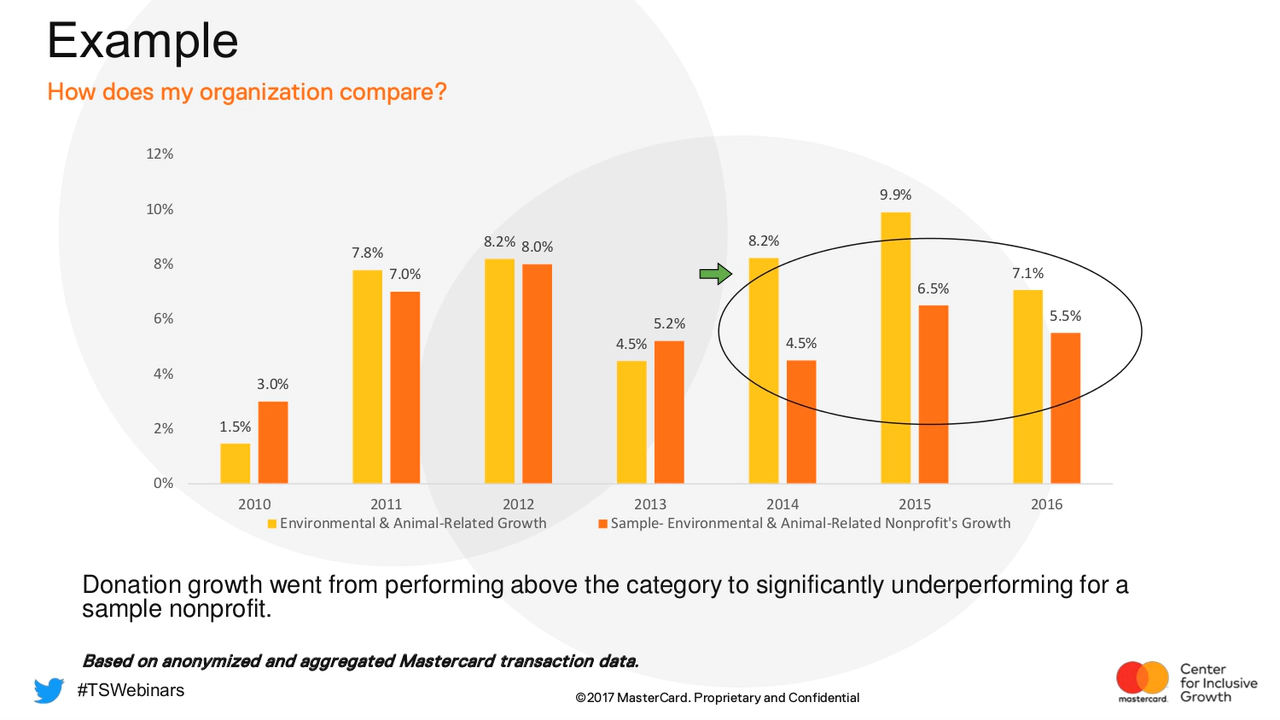 Example
How does my organization compare?
12%
10%
8%
6%
4%
2%
0%
1.5%
3.0%
7.8%
7.0%
8.2%
8.0%
4.5%
5.2%
8.2%
4.5%
9.9%
6.5%
7.1%
5.5%
2010 2011 2012 2013 2014 2015 2016
Environmental & Animal-Related Growth Sample- Environmental & Animal-Related Nonprofit's Growth
Donation growth went from performing above the category to significantly underperforming for a
sample nonprofit.
Based on anonymized and aggregated Mastercard transaction data.
#TSWebinars
©2017 MasterCard. Proprietary and Confidential
mastercard.
Center
for Inclusive
Growth